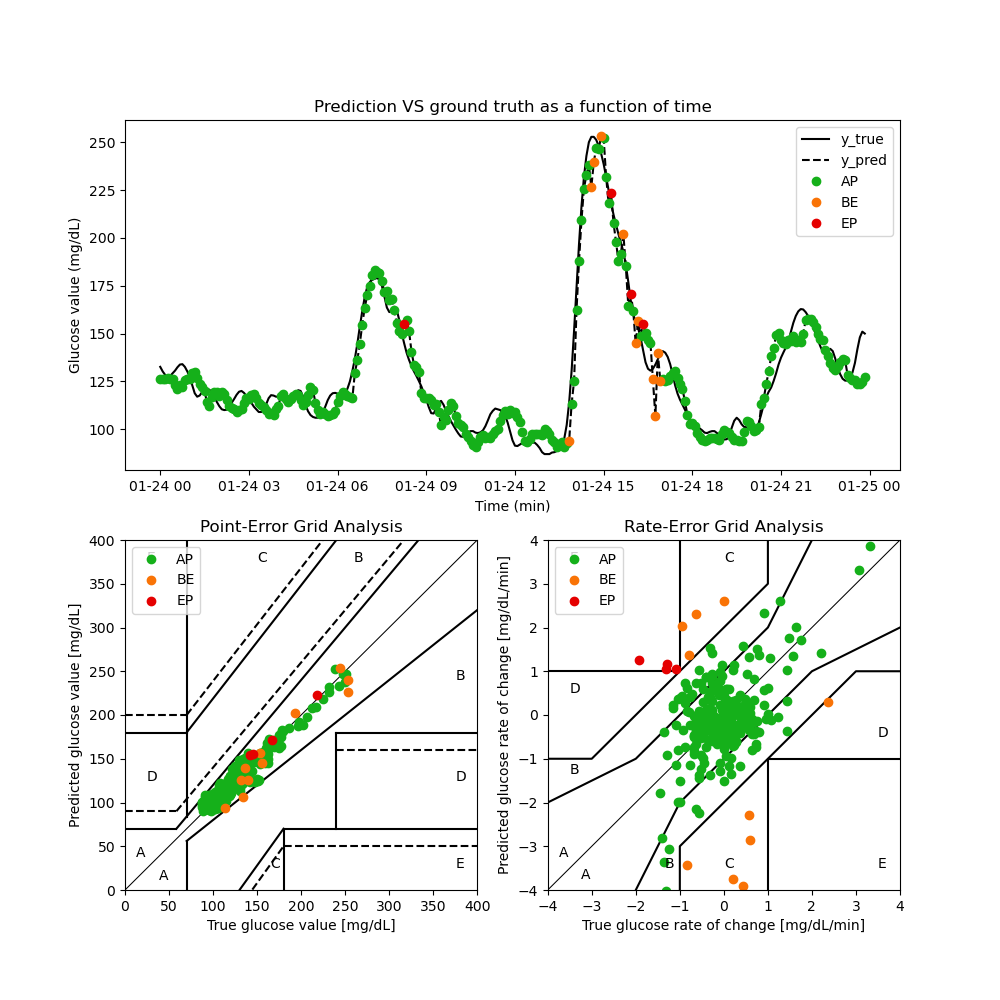 Prediction VS ground truth as a function of time
Glucose value (mg/dL)
250
225
200
175
150
125
100
y_true
y_pred
AP
BE
EP
01-24 00 01-24 03 01-24 06 01-24 09 01-24 12 01-24 15 01-24 18 01-24 21 01-25 00
Time (min)
Point-Error Grid Analysis
Predicted glucose value [mg/dL]
400
350
300
250
200
150
100
50
0
AP
BE
EP
C
B
B
D
D
A
A
C
E
0 50 100 150 200 250 300 350 400
True glucose value [mg/dL]
Rate-Error Grid Analysis
Predicted glucose rate of change [mg/dL/min]
4
3
2
1
0
−1
−2
−3
−4
AP
BE
EP
C
D
D
B
A
A
B
C
E
−4 −3 −2 −1 0 1 2 3 4
True glucose rate of change [mg/dL/min]